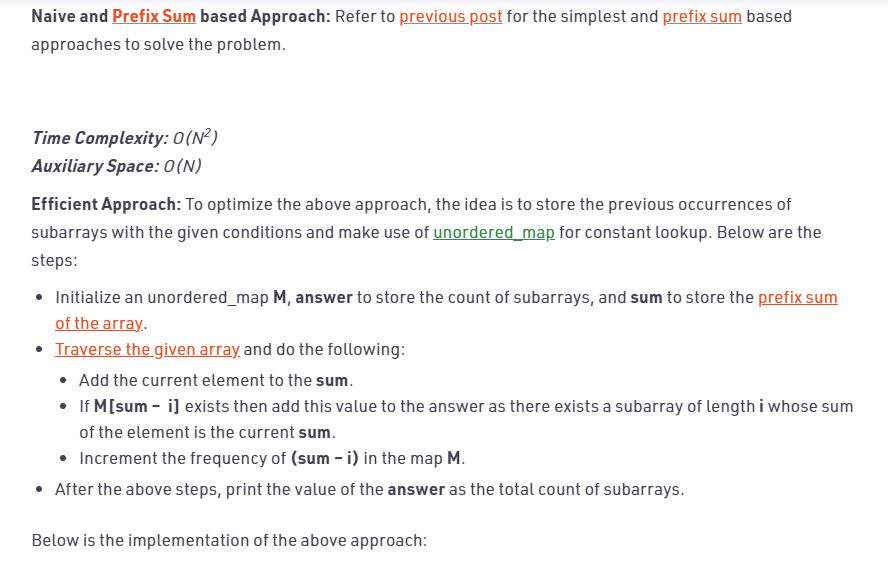 Naive and Prefix Sum based Approach: Refer to previous post for the simplest and prefix sum based
approaches to solve the problem.
Time Complexity: O(N²)
Auxiliary Space: O(N)
Efficient Approach: To optimize the above approach, the idea is to store the previous occurrences of
subarrays with the given conditions and make use of unordered_map for constant lookup. Below are the
steps:
• Initialize an unordered_map M, answer to store the count of subarrays, and sum to store the prefix sum
of the array.
• Traverse the given array and do the following:
• Add the current element to the sum.
• If M[sum – i] exists then add this value to the answer as there exists a subarray of length i whose sum
of the element is the current sum.
• Increment the frequency of (sum – i) in the map M.
• After the above steps, print the value of the answer as the total count of subarrays.
Below is the implementation of the above approach: